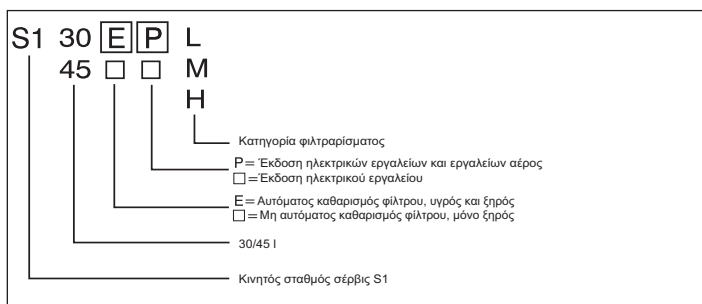 S1 30 E P L
45 □ □ M
H
Κατηγορία φιλτραρίσματος
P= Έκδοση ηλεκτρικών εργαλείων και εργαλείων αέρος
□=Έκδοση ηλεκτρικού εργαλείου
E= Αυτόματος καθαρισμός φίλτρου, υγρός και ξηρός
□= Μη αυτόματος καθαρισμός φίλτρου, μόνο ξηρός
30/45 l
Κινητός σταθμός σέρβις S1